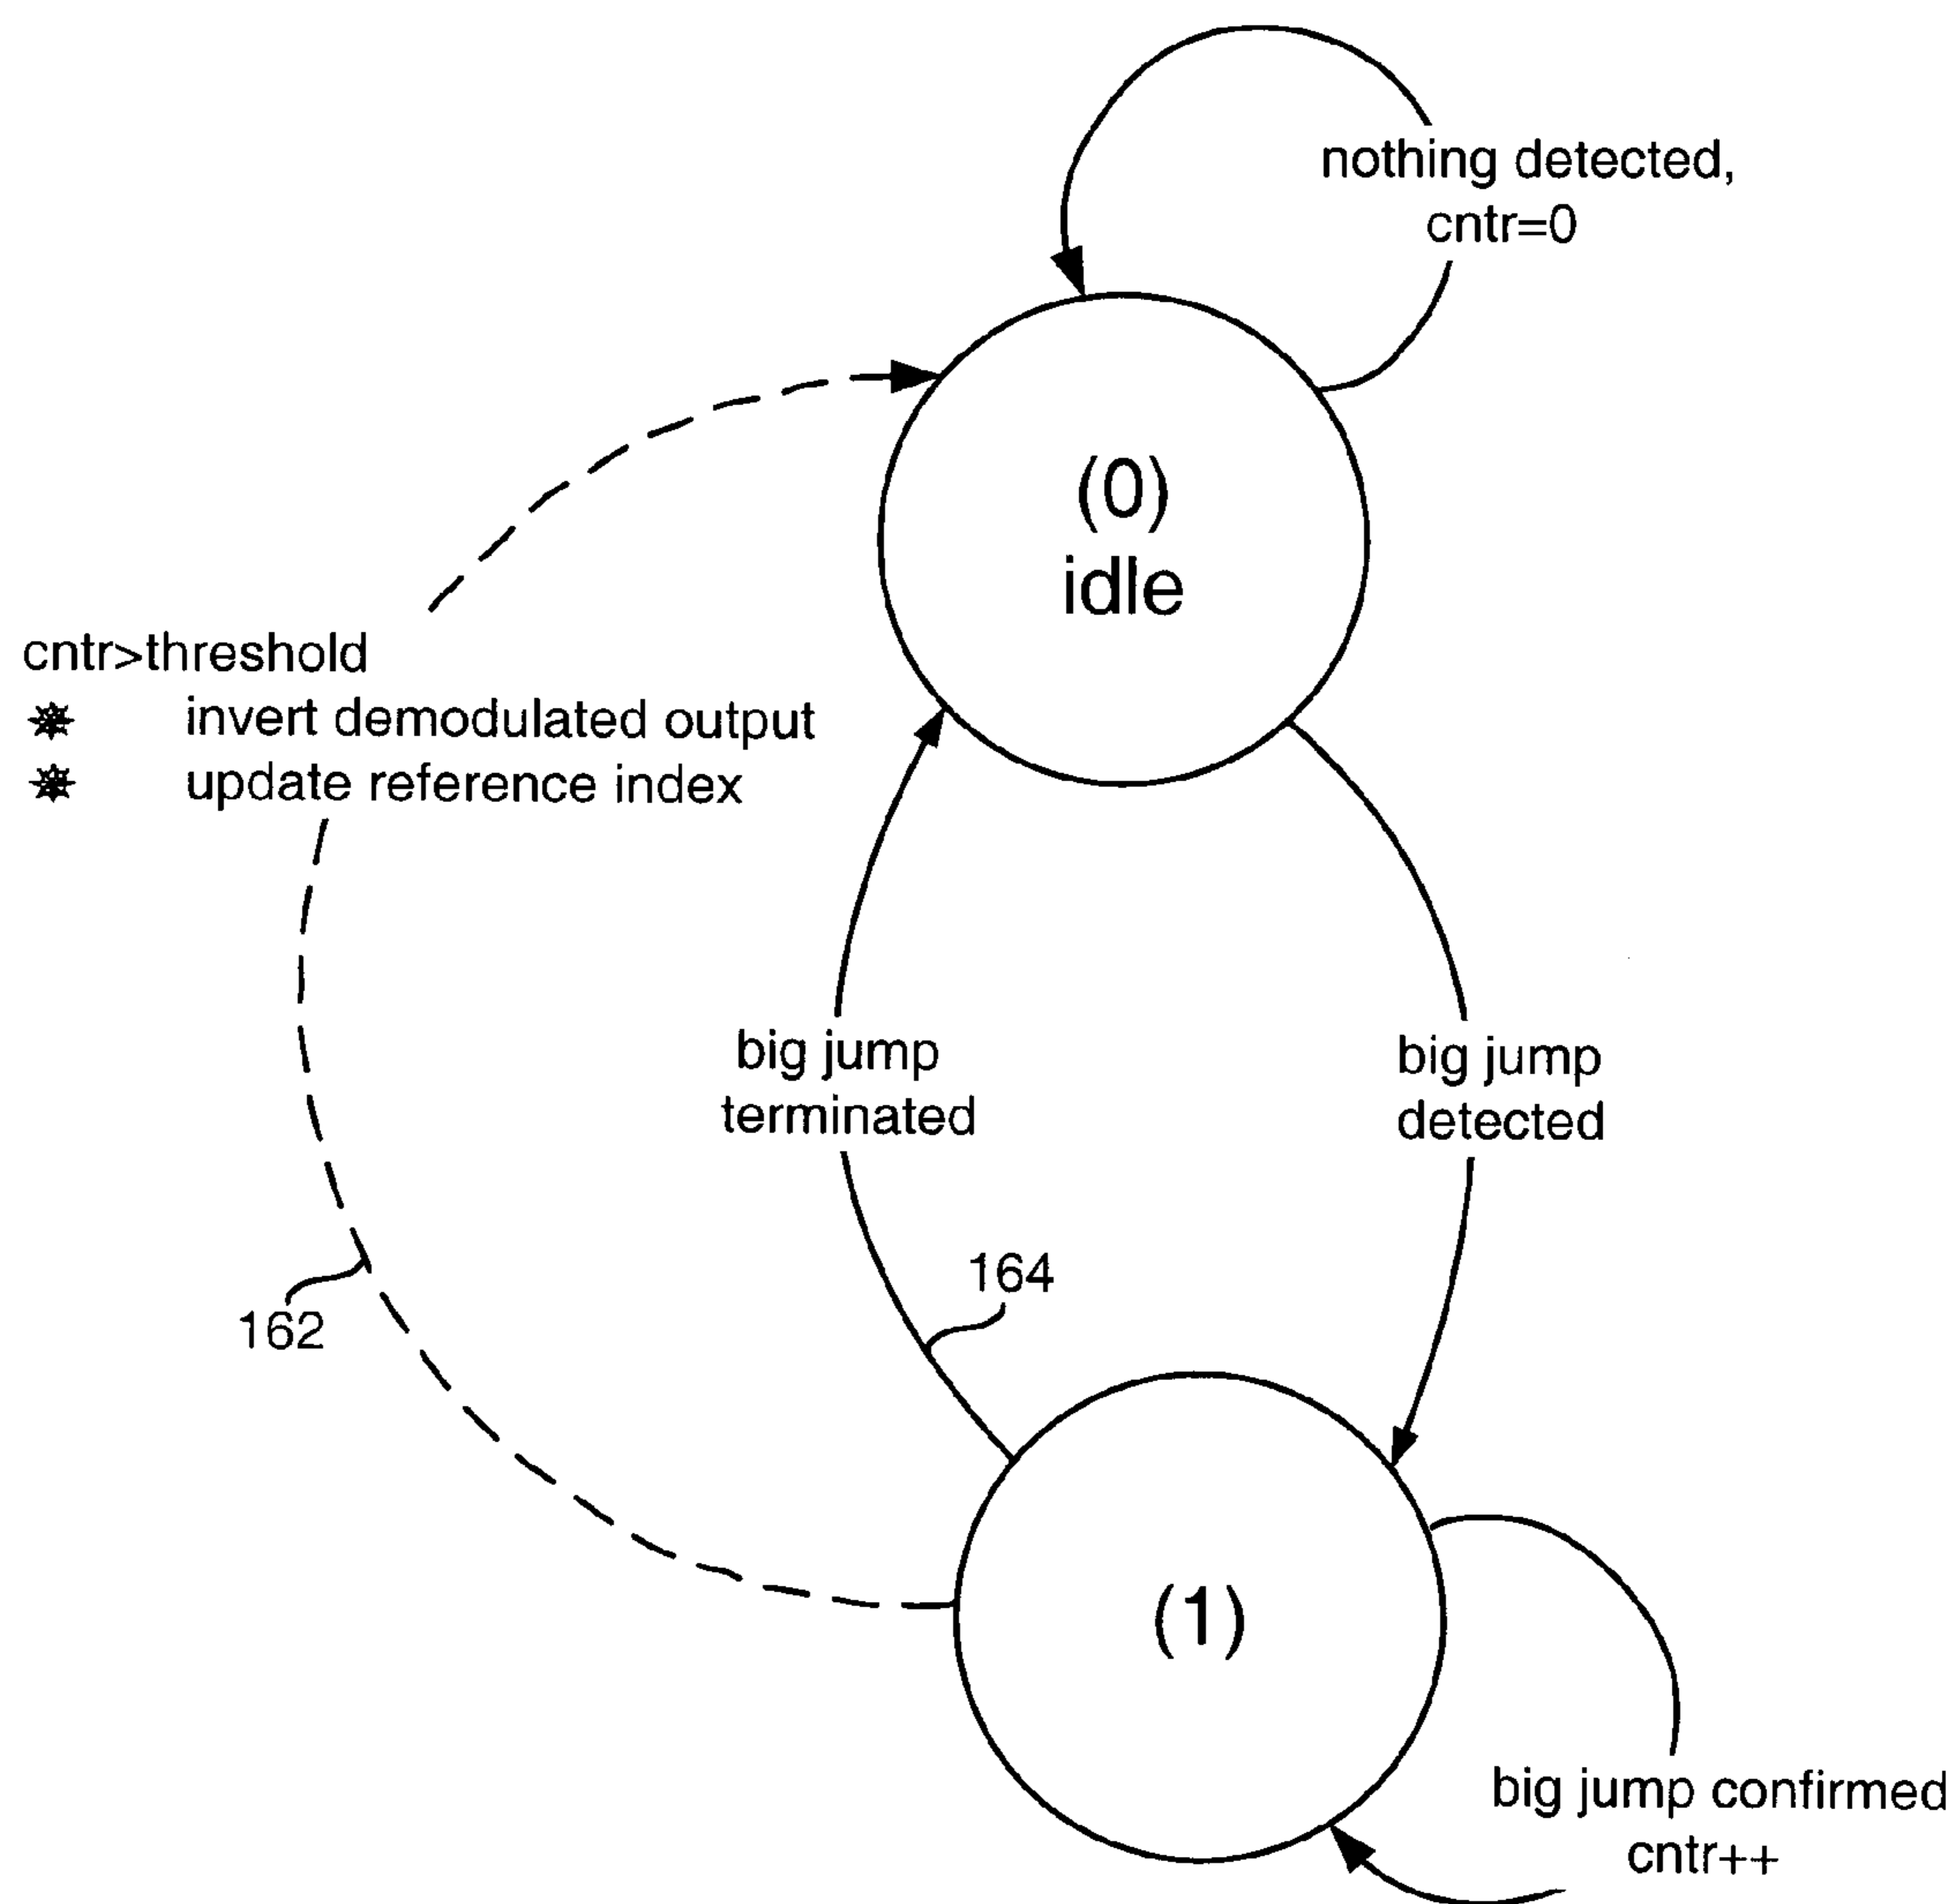 nothing detected,
cntr=0
(0)
idle
cntr>threshold
✷ invert demodulated output
✷ update reference index
big jump
terminated
big jump
detected
164
162
(1)
big jump confirmed
cntr++